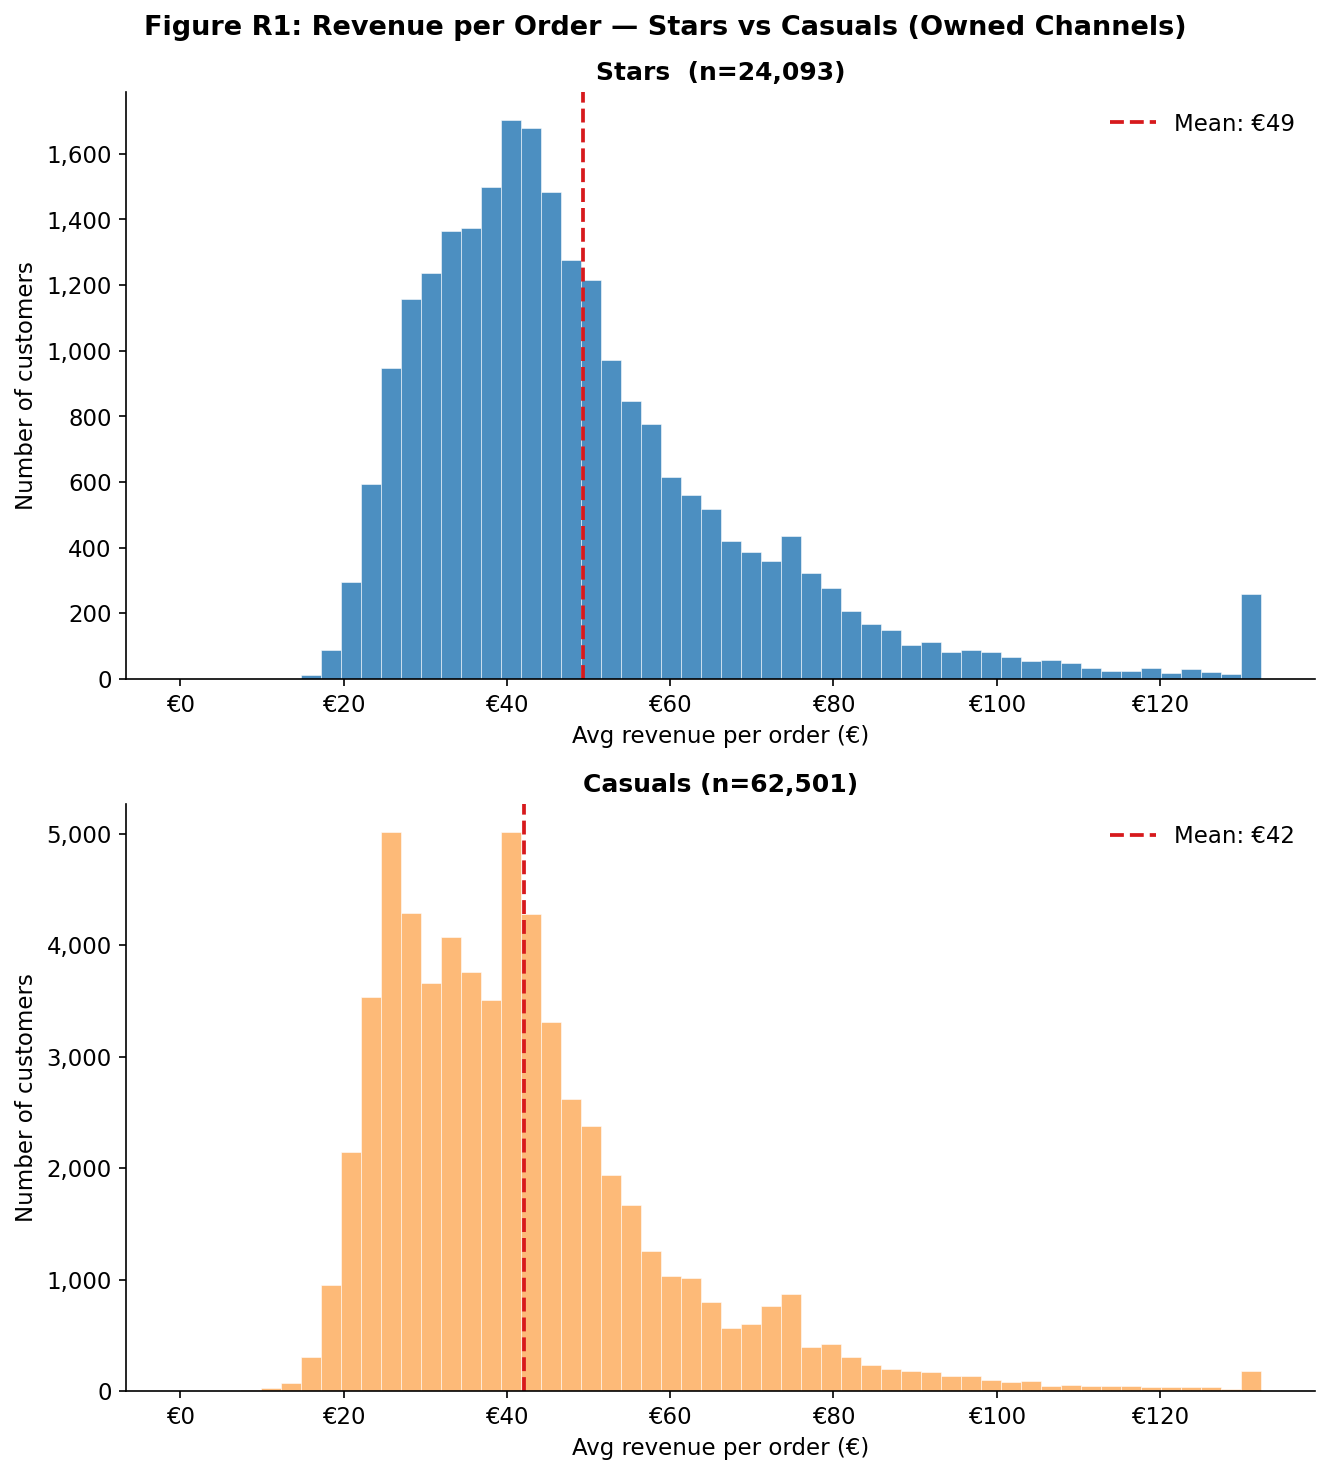 Figure R1: Revenue per Order — Stars vs Casuals (Owned Channels)
Stars  (n=24,093)
Mean: €49
Number of customers
1,600
1,400
1,200
1,000
800
600
400
200
0
€0 €20 €40 €60 €80 €100 €120
Avg revenue per order (€)
Casuals (n=62,501)
Mean: €42
Number of customers
5,000
4,000
3,000
2,000
1,000
0
€0 €20 €40 €60 €80 €100 €120
Avg revenue per order (€)